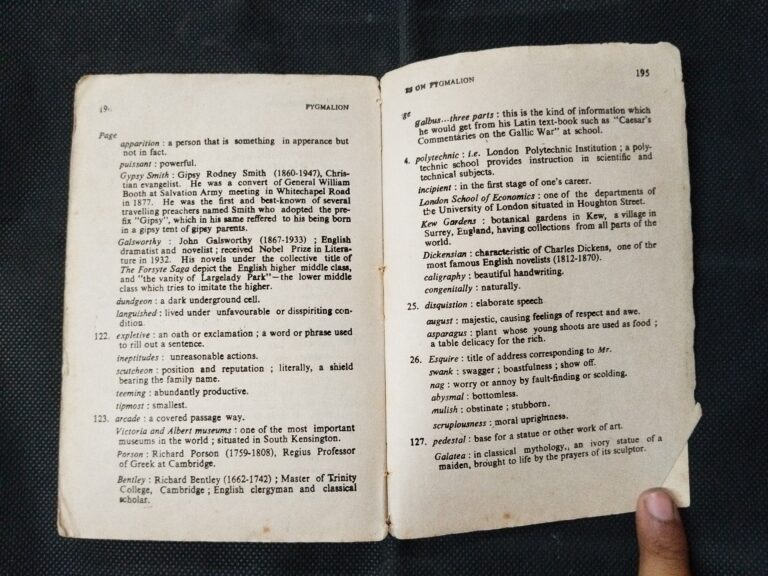 19
PYGMALION
Page
apparition : a person that is something in apperance but
not in fact.
puissant : powerful.
Gypsy Smith : Gipsy Rodney Smith (1860-1947), Chris-
tian evangelist. He was a convert of General William
Booth at Salvation Army meeting in Whitechapel Road
in 1877. He was the first and best-known of several
travelling preachers named Smith who adopted the pre-
fix "Gipsy", which in his same reffered to his being born
in a gipsy tent of gipsy parents.
Galsworthy : John Galsworthy (1867-1933) ; English
dramatist and novelist ; received Nobel Prize in Litera-
ture in 1932. His novels under the collective title of
The Forsyte Saga depict the English higher middle class,
and "the vanity of Largelady Park"—the lower middle
class which tries to imitate the higher.
dungeon : a dark underground cell.
languished : lived under unfavourable or disspiriting con-
dition.
122. expletive : an oath or exclamation ; a word or phrase used
to rill out a sentence.
ineptitudes : unreasonable actions.
scutcheon : position and reputation ; literally, a shield
bearing the family name.
teeming : abundantly productive.
tipmost : smallest.
123. arcade : a covered passage way.
Victoria and Albert museums : one of the most important
museums in the world ; situated in South Kensington.
Porson : Richard Porson (1759-1808), Regius Professor
of Greek at Cambridge.
Bentley : Richard Bentley (1662-1742) ; Master of Trinity
College, Cambridge ; English clergyman and classical
scholar.
ES ON PYGMALION
195
ge
galbus...three parts : this is the kind of information which
he would get from his Latin text-book such as "Caesar's
Commentaries on the Gallic War" at school.
4. polytechnic : i.e. London Polytechnic Institution ; a poly-
technic school provides instruction in scientific and
technical subjects.
incipient : in the first stage of one's career.
London School of Economics : one of the departments of
the University of London situated in Houghton Street.
Kew Gardens : botanical gardens in Kew, a village in
Surrey, England, having collections from all parts of the
world.
Dickensian : characteristic of Charles Dickens, one of the
most famous English novelists (1812-1870).
caligraphy : beautiful handwriting.
congenitally : naturally.
25. disquistion : elaborate speech
august : majestic, causing feelings of respect and awe.
asparagus : plant whose young shoots are used as food ;
a table delicacy for the rich.
26. Esquire : title of address corresponding to Mr.
swank : swagger ; boastfulness ; show off.
nag : worry or annoy by fault-finding or scolding.
abysmal : bottomless.
mulish : obstinate ; stubborn.
scruplousness : moral uprightness.
127. pedestal : base for a statue or other work of art.
Galatea : in classical mythology, an ivory statue of a
maiden, brought to life by the prayers of its sculptor.